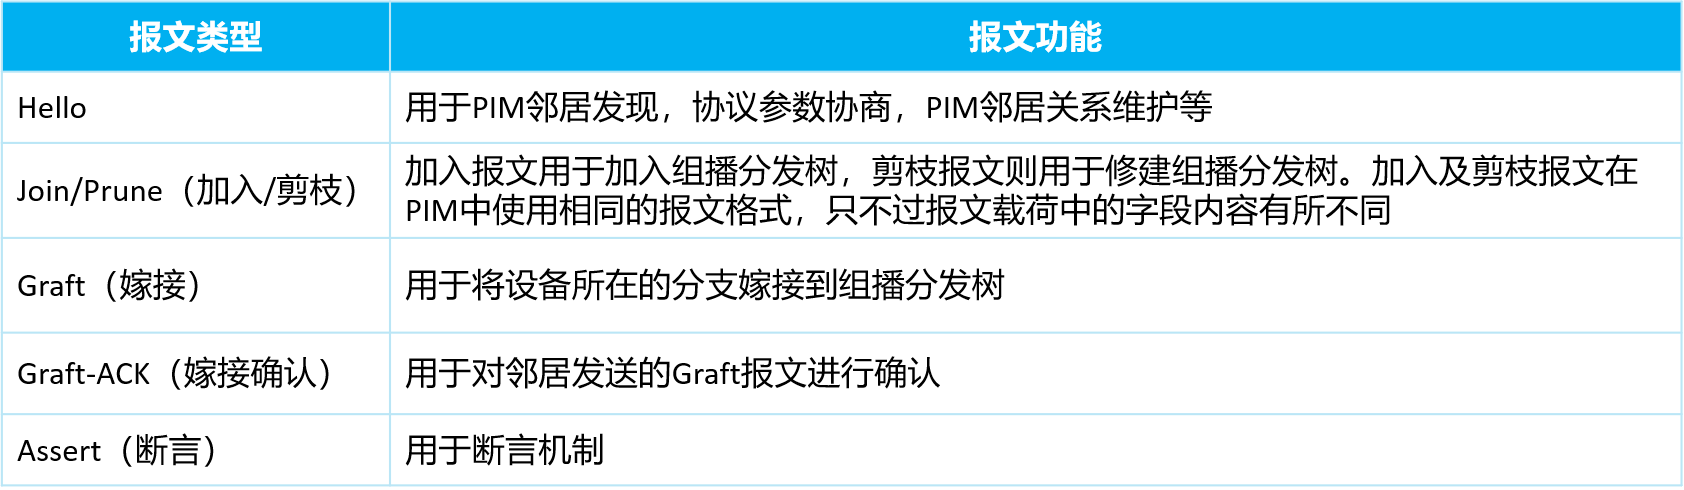 报文类型
报文功能
Hello
用于PIM邻居发现，协议参数协商，PIM邻居关系维护等
Join/Prune（加入/剪枝）
加入报文用于加入组播分发树，剪枝报文则用于修建组播分发树。加入及剪枝报文在
PIM中使用相同的报文格式，只不过报文载荷中的字段内容有所不同
Graft（嫁接）
用于将设备所在的分支嫁接到组播分发树
Graft-ACK（嫁接确认）
用于对邻居发送的Graft报文进行确认
Assert（断言）
用于断言机制